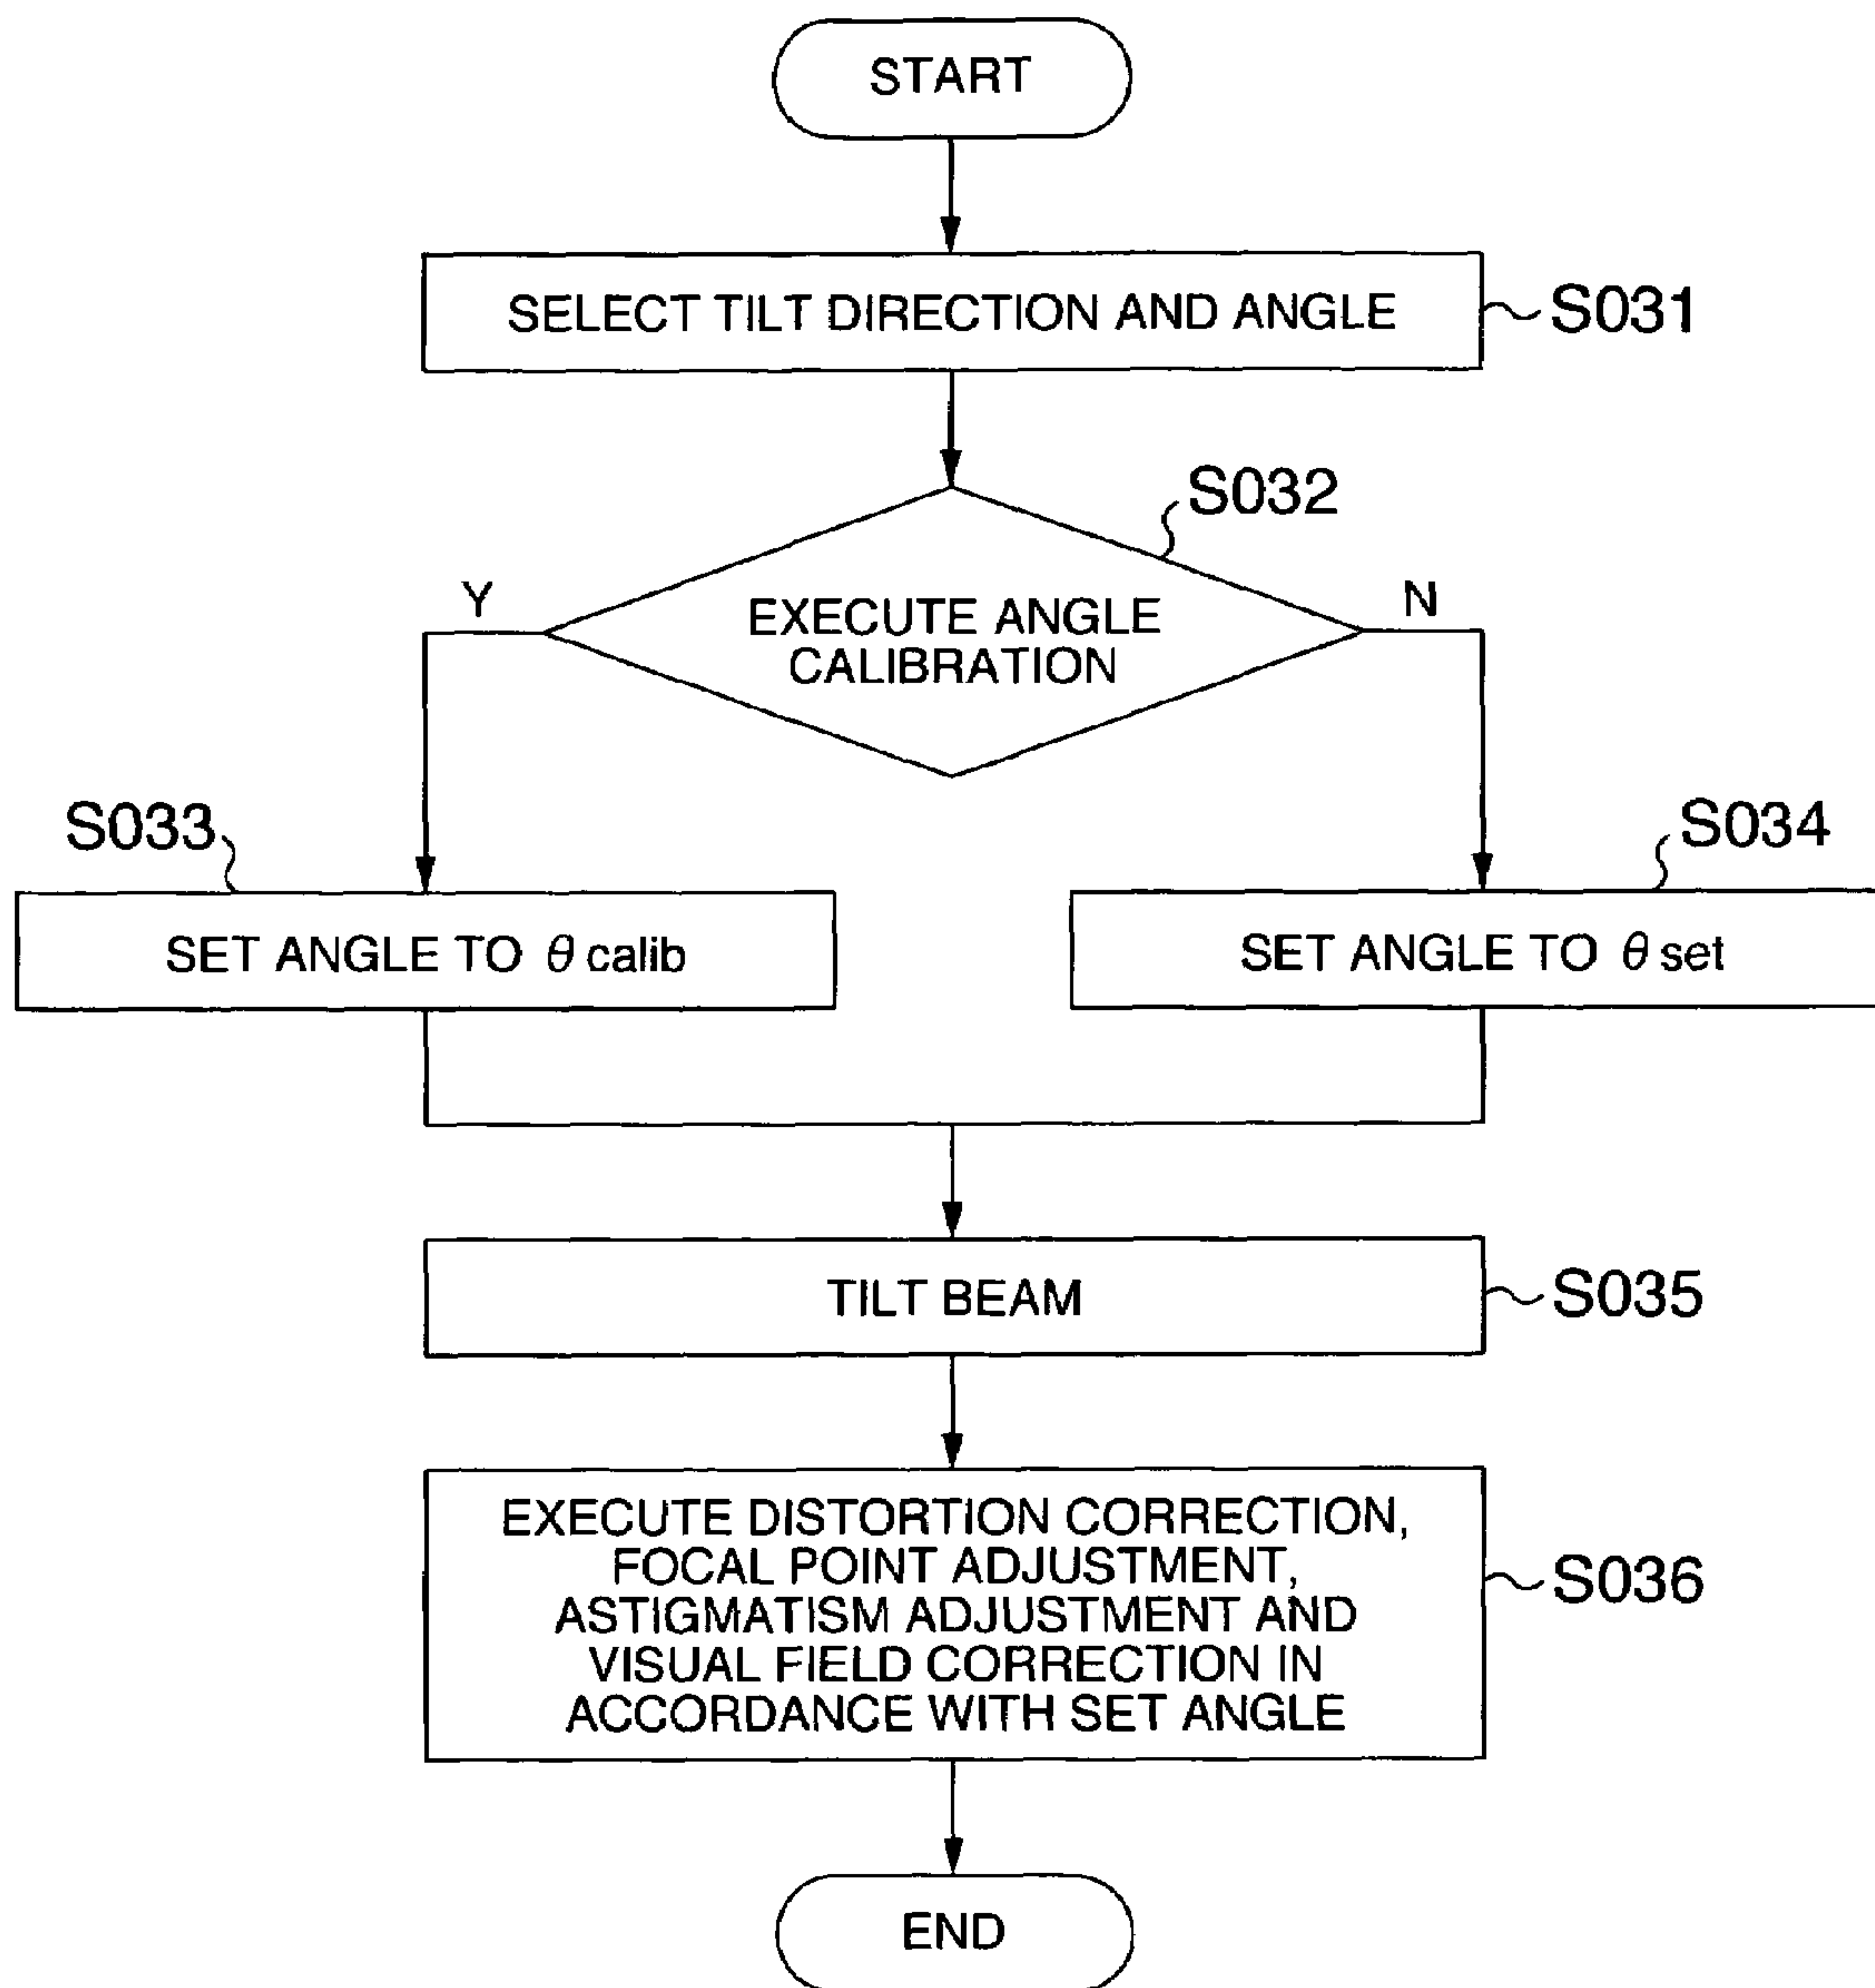 START
SELECT TILT DIRECTION AND ANGLE
S031
S032
Y
N
EXECUTE ANGLE
CALIBRATION
S033
S034
SET ANGLE TO θ calib
SET ANGLE TO θ set
TILT BEAM
S035
EXECUTE DISTORTION CORRECTION,
FOCAL POINT ADJUSTMENT,
ASTIGMATISM ADJUSTMENT AND
VISUAL FIELD CORRECTION IN
ACCORDANCE WITH SET ANGLE
S036
END